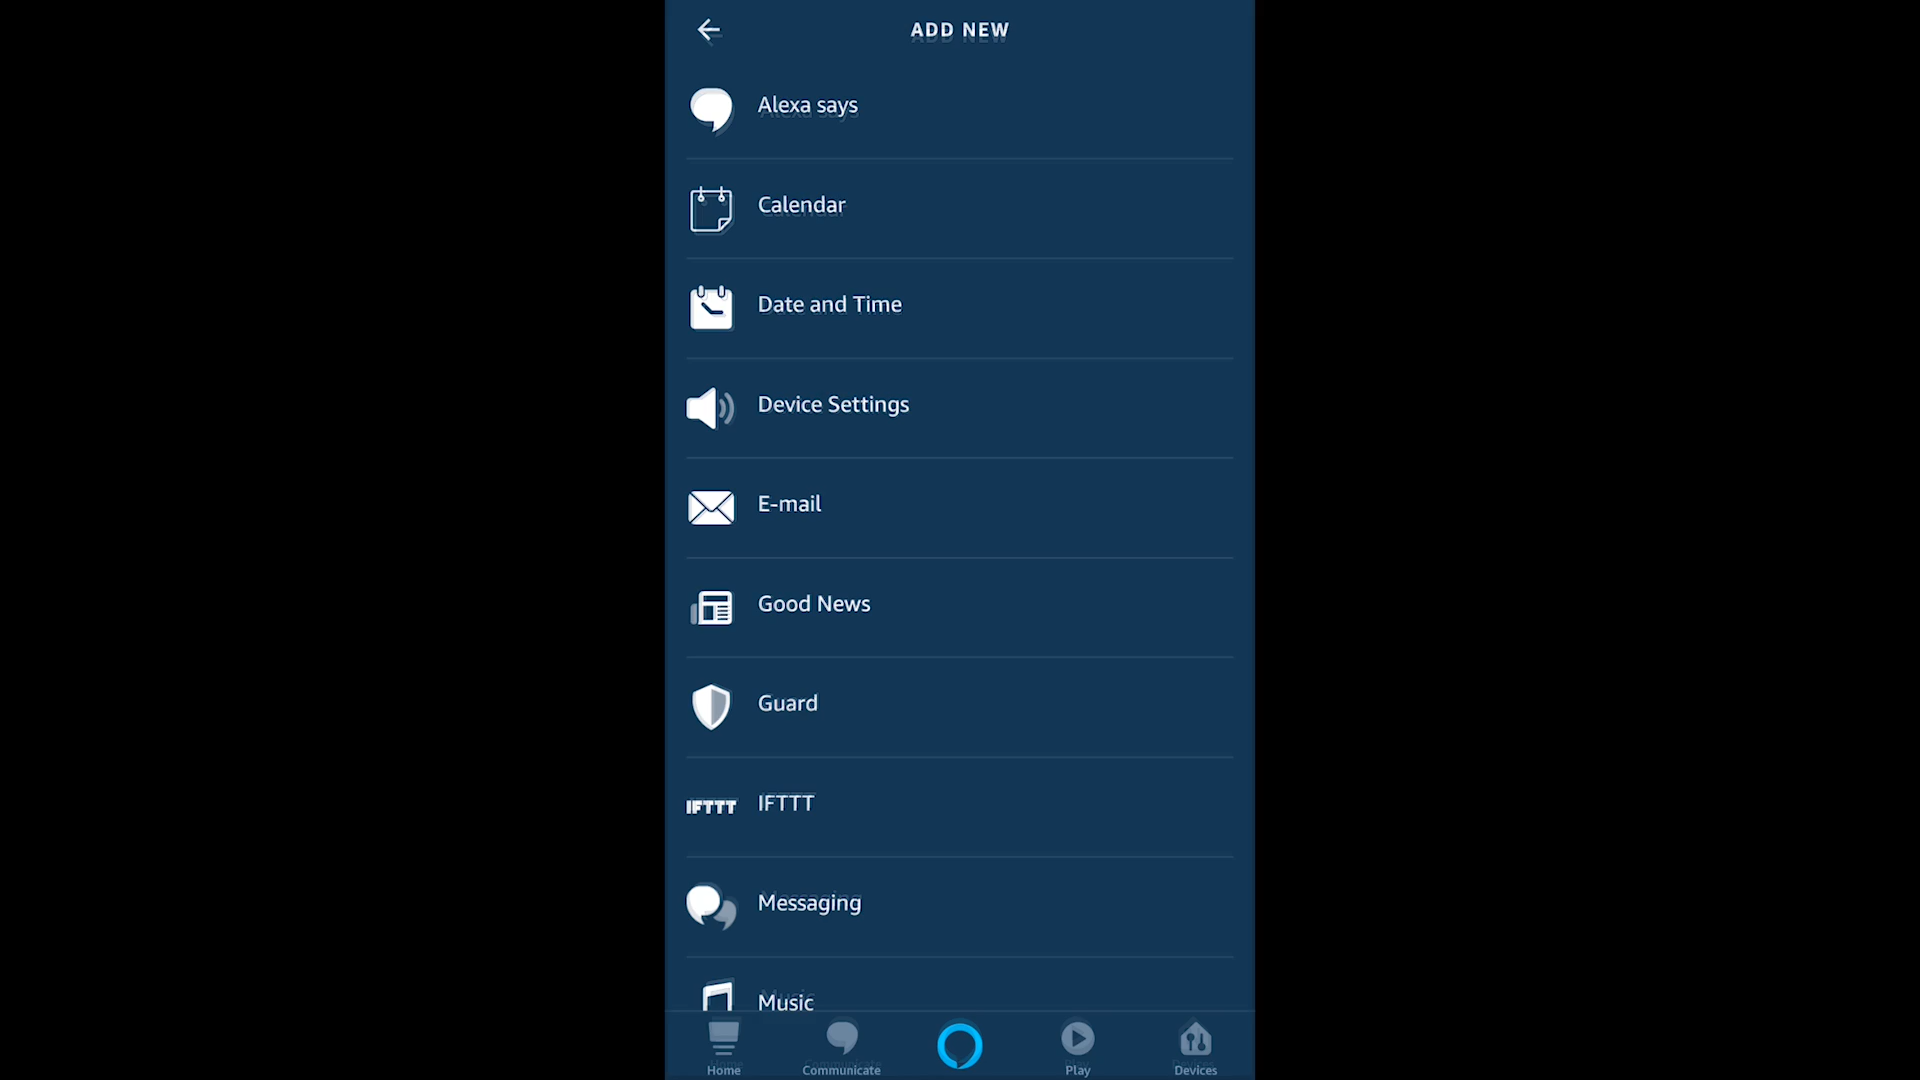 ADD NEW
Alexa says
Calendar
Date and Time
Device Settings
E-mail
Good News
Guard
IFTTT IFTTT
Messaging
Music
Home Communicate Play Devices